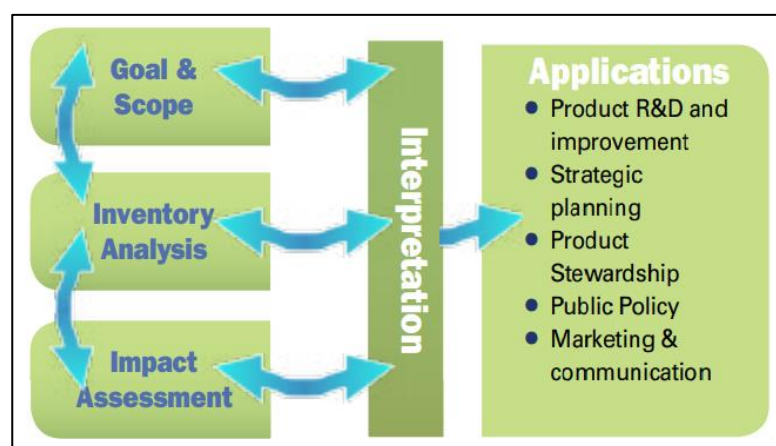 Goal &
Scope
Inventory
Analysis
Impact
Assessment
Interpretation
Applications
● Product R&D and
improvement
● Strategic
planning
● Product
Stewardship
● Public Policy
● Marketing &
communication